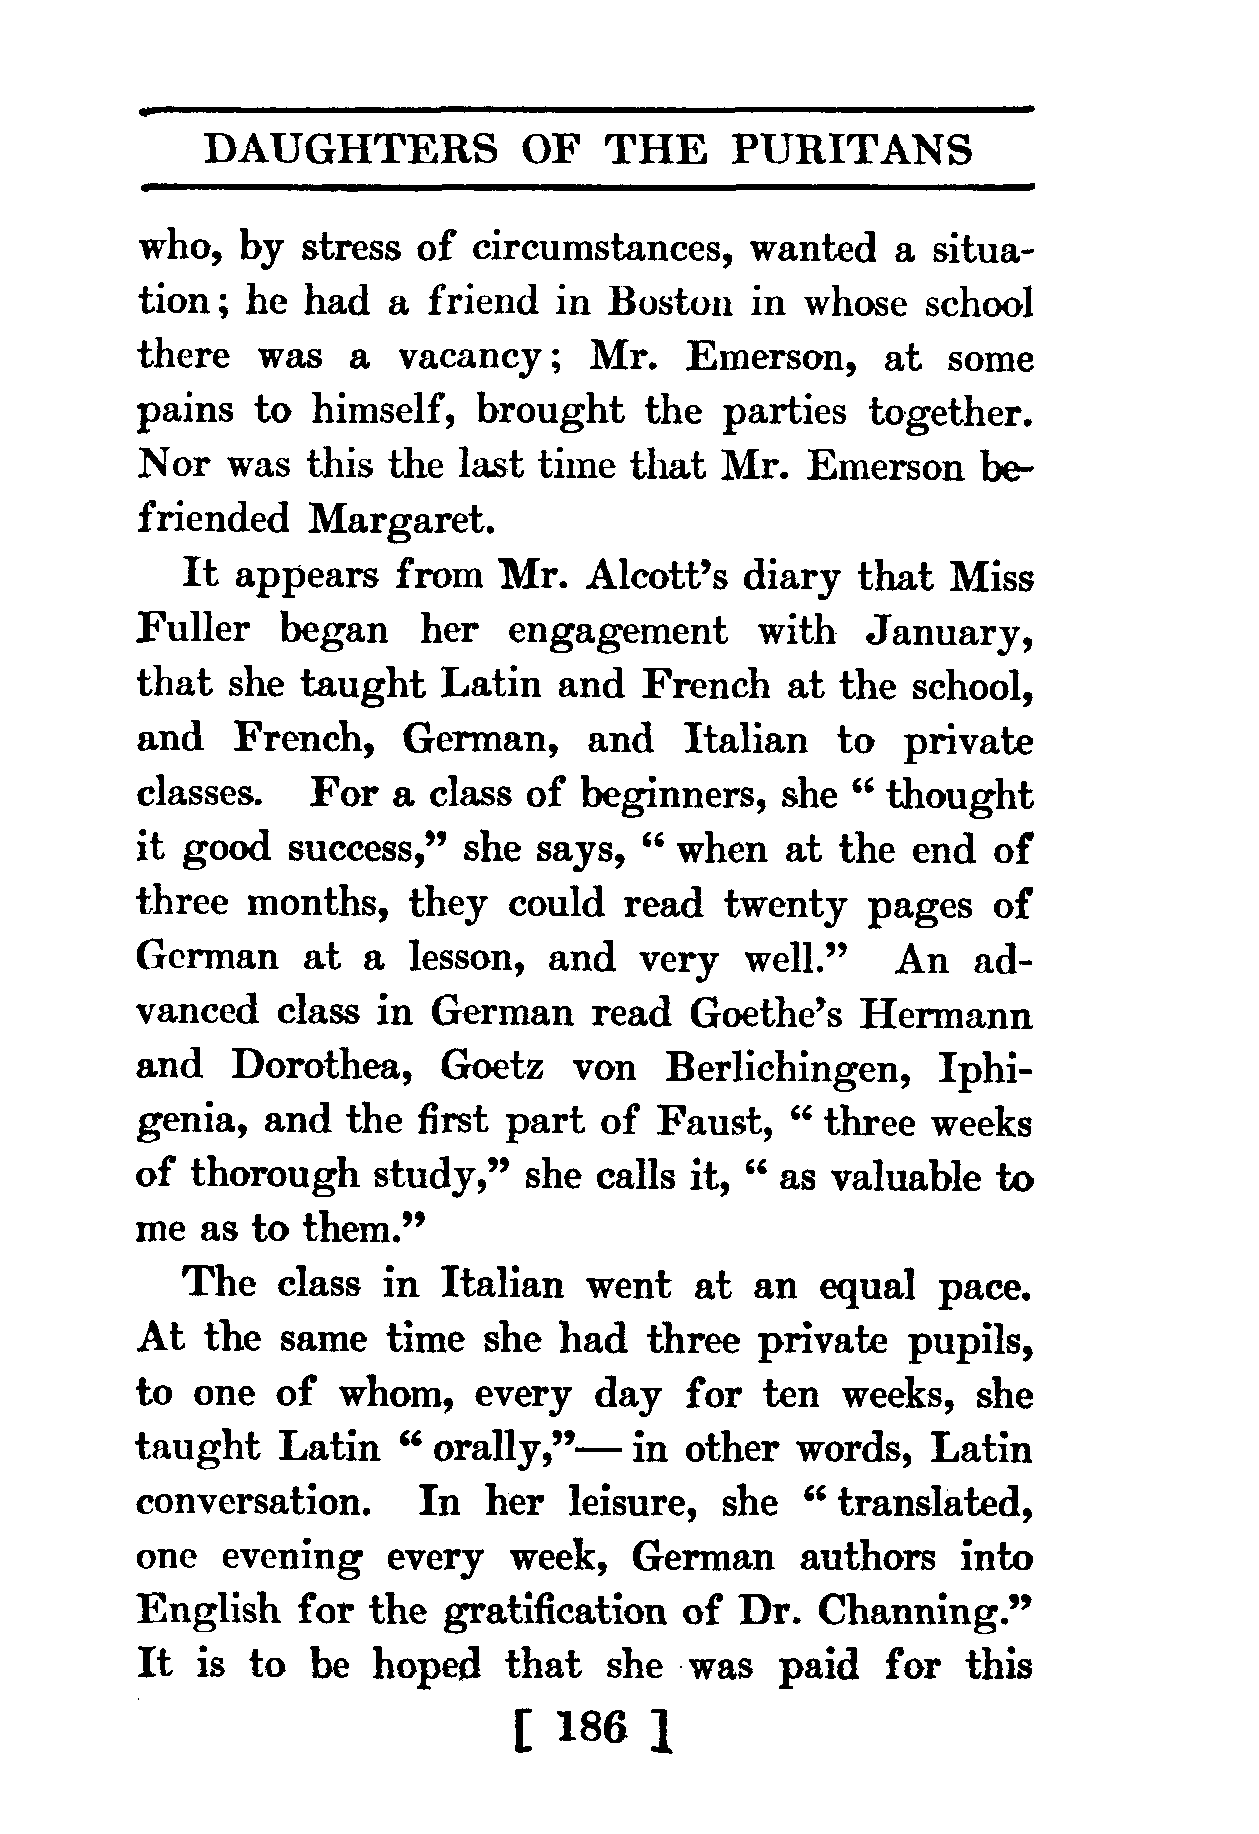 DAUGHTERS OF THE PURITANS
who, by stress of circumstances, wanted a situa-
tion; he had a friend in Boston in whose school
there was a vacancy; Mr. Emerson, at some
pains to himself, brought the parties together.
Nor was this the last time that Mr. Emerson be-
friended Margaret.
It appears from Mr. Alcott's diary that Miss
Fuller began her engagement with January,
that she taught Latin and French at the school,
and French, German, and Italian to private
classes. For a class of beginners, she " thought
it good success," she says, " when at the end of
three months, they could read twenty pages of
German at a lesson, and very well." An ad-
vanced class in German read Goethe's Hermann
and Dorothea, Goetz von Berlichingen, Iphi-
genia, and the first part of Faust, " three weeks
of thorough study," she calls it, " as valuable to
me as to them."
The class in Italian went at an equal pace.
At the same time she had three private pupils,
to one of whom, every day for ten weeks, she
taught Latin " orally,"— in other words, Latin
conversation. In her leisure, she " translated,
one evening every week, German authors into
English for the gratification of Dr. Channing."
It is to be hoped that she was paid for this
[ 186 ]